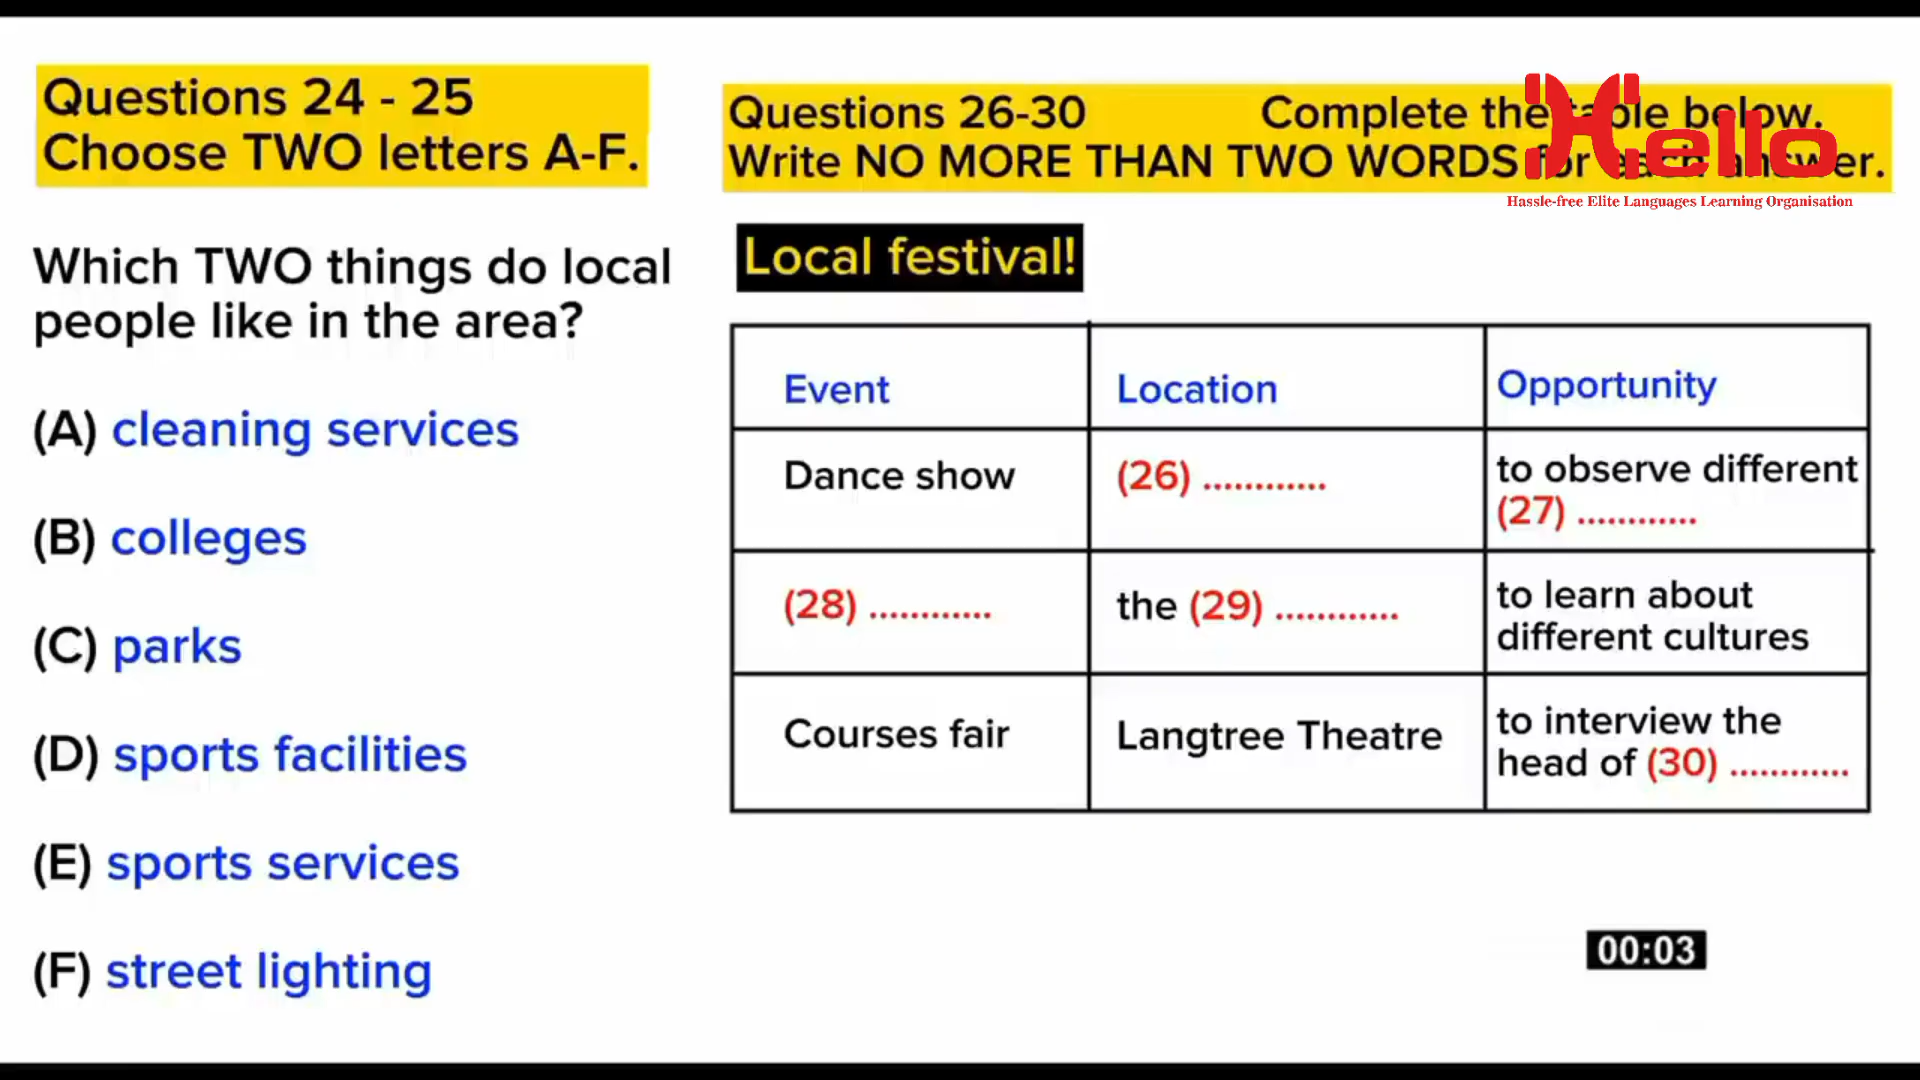 Questions 24 - 25
Choose TWO letters A-F.
Which TWO things do local
people like in the area?
(A) cleaning services
(B) colleges
(C) parks
(D) sports facilities
(E) sports services
(F) street lighting
Questions 26-30 Complete the table below.
Write NO MORE THAN TWO WORDS for each answer.
Hello
Hassle-free Elite Languages Learning Organisation
Local festival!
Event Location Opportunity
Dance show (26) ............ to observe different
(27) ............
(28) ............ the (29) ............ to learn about
different cultures
Courses fair Langtree Theatre to interview the
head of (30) ............
00:03